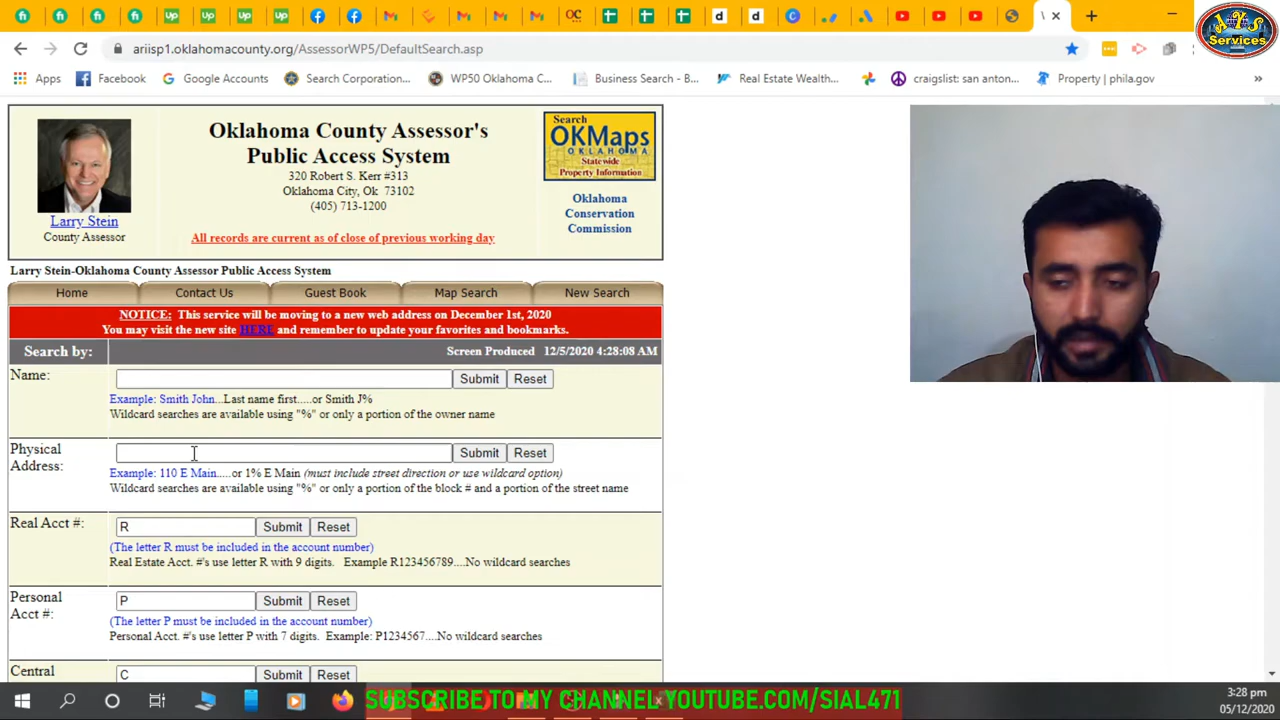 AYS
Services
ariisp1.oklahomacounty.org/AssessorWP5/DefaultSearch.asp
Apps
Facebook
Google Accounts
Search Corporation...
WP50 Oklahoma C...
Business Search - B...
Real Estate Wealth...
craigslist: san anton...
Property | phila.gov
»
Larry Stein
County Assessor
Oklahoma County Assessor's
Public Access System
320 Robert S. Kerr #313
Oklahoma City, Ok 73102
(405) 713-1200
All records are current as of close of previous working day
Search
OKMaps
OKLAHOMA
Statewide
Property Information
Oklahoma
Conservation
Commission
Larry Stein-Oklahoma County Assessor Public Access System
Home
Contact Us
Guest Book
Map Search
New Search
NOTICE: This service will be moving to a new web address on December 1st, 2020
You may visit the new site HERE and remember to update your favorites and bookmarks.
Search by:
Screen Produced 12/5/2020 4:28:08 AM
Name:
Submit
Reset
Example: Smith John...Last name first.....or Smith J%
Wildcard searches are available using "%" or only a portion of the owner name
Physical
Address:
Submit
Reset
Example: 110 E Main.....or 1% E Main (must include street direction or use wildcard option)
Wildcard searches are available using "%" or only a portion of the block # and a portion of the street name
Real Acct #:
R
Submit
Reset
(The letter R must be included in the account number)
Real Estate Acct. #'s use letter R with 9 digits. Example R123456789....No wildcard searches
Personal
Acct #:
P
Submit
Reset
(The letter P must be included in the account number)
Personal Acct. #'s use letter P with 7 digits. Example: P1234567....No wildcard searches
Central
C
Submit
Reset
SUBSCRIBE TO MY CHANNEL YOUTUBE.COM/SIAL471
3:28 pm
05/12/2020